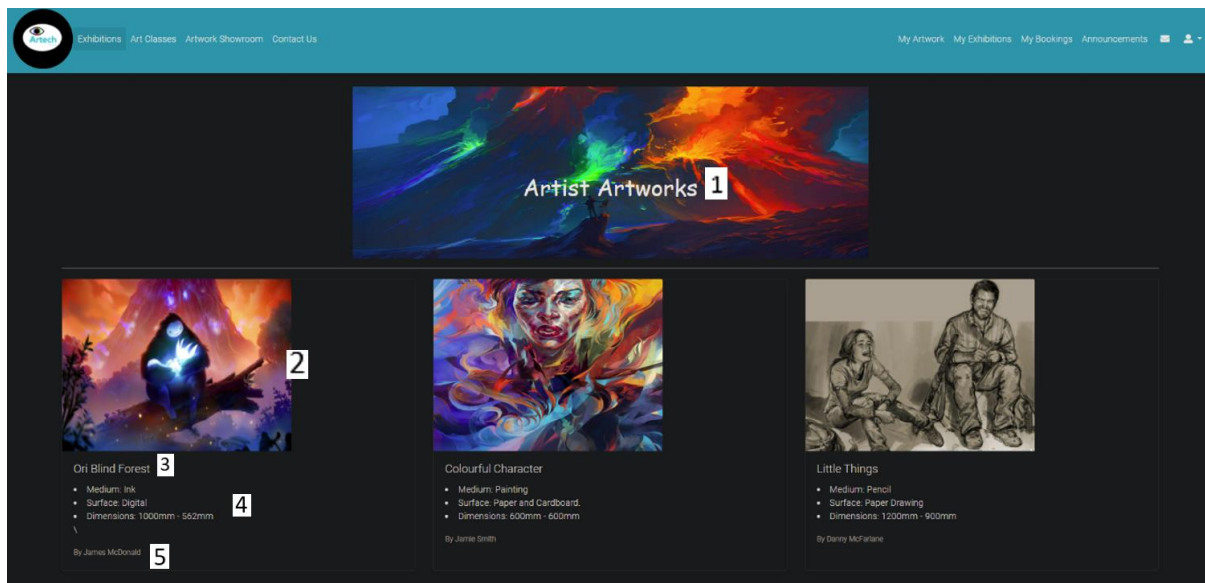 Artech Exhibitions Art Classes Artwork Showroom Contact Us My Artwork My Exhibitions My Bookings Announcements
Artist Artworks 1
2
Ori Blind Forest 3
• Medium: Ink
• Surface: Digital
• Dimensions: 1000mm - 562mm
4
\
By James McDonald 5
Colourful Character
• Medium: Painting
• Surface: Paper and Cardboard.
• Dimensions: 600mm - 600mm
By Jamie Smith
Little Things
• Medium: Pencil
• Surface: Paper Drawing
• Dimensions: 1200mm - 900mm
By Danny McFarlane